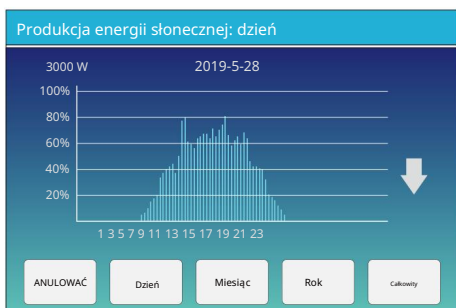 Produkcja energii słonecznej: dzień
3000 W 2019-5-28
100%
80%
60%
40%
20%
1 3 5 7 9 11 13 15 17 19 21 23
ANULOWAĆ Dzień Miesiąc Rok Całkowity